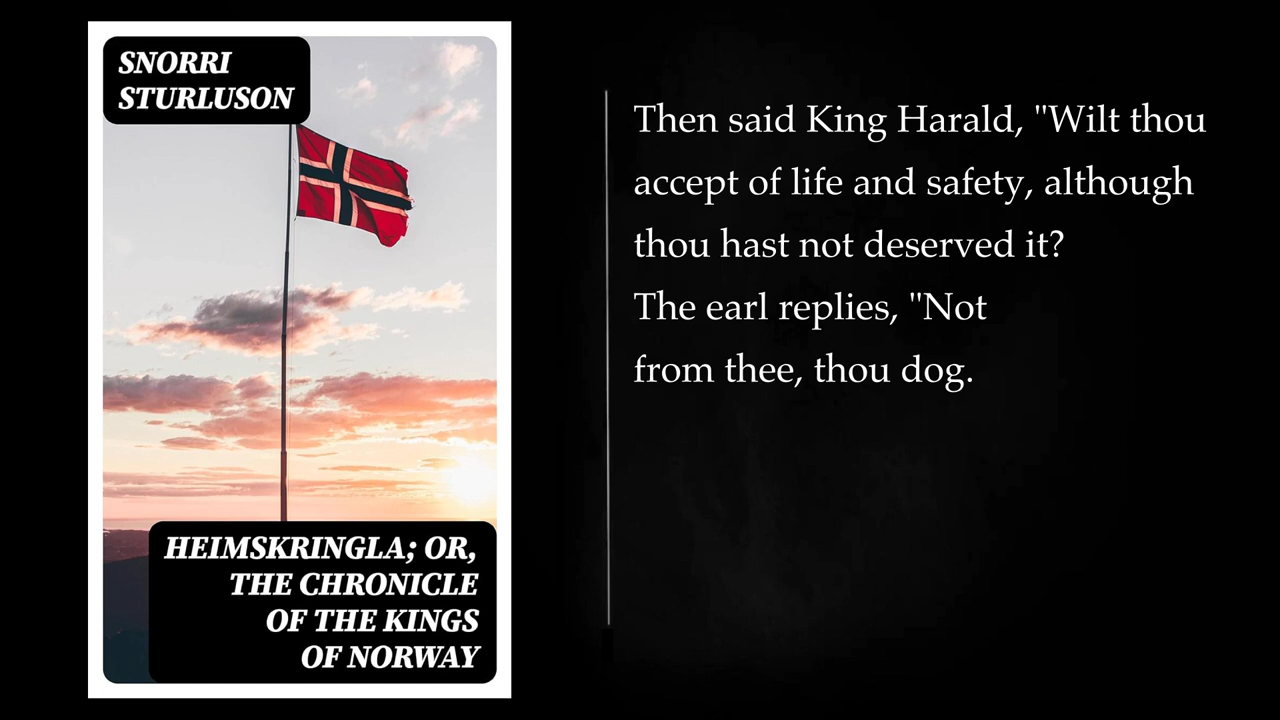 SNORRI
STURLUSON
HEIMSKRINGLA; OR,
THE CHRONICLE
OF THE KINGS
OF NORWAY
Then said King Harald, "Wilt thou
accept of life and safety, although
thou hast not deserved it?
The earl replies, "Not
from thee, thou dog.